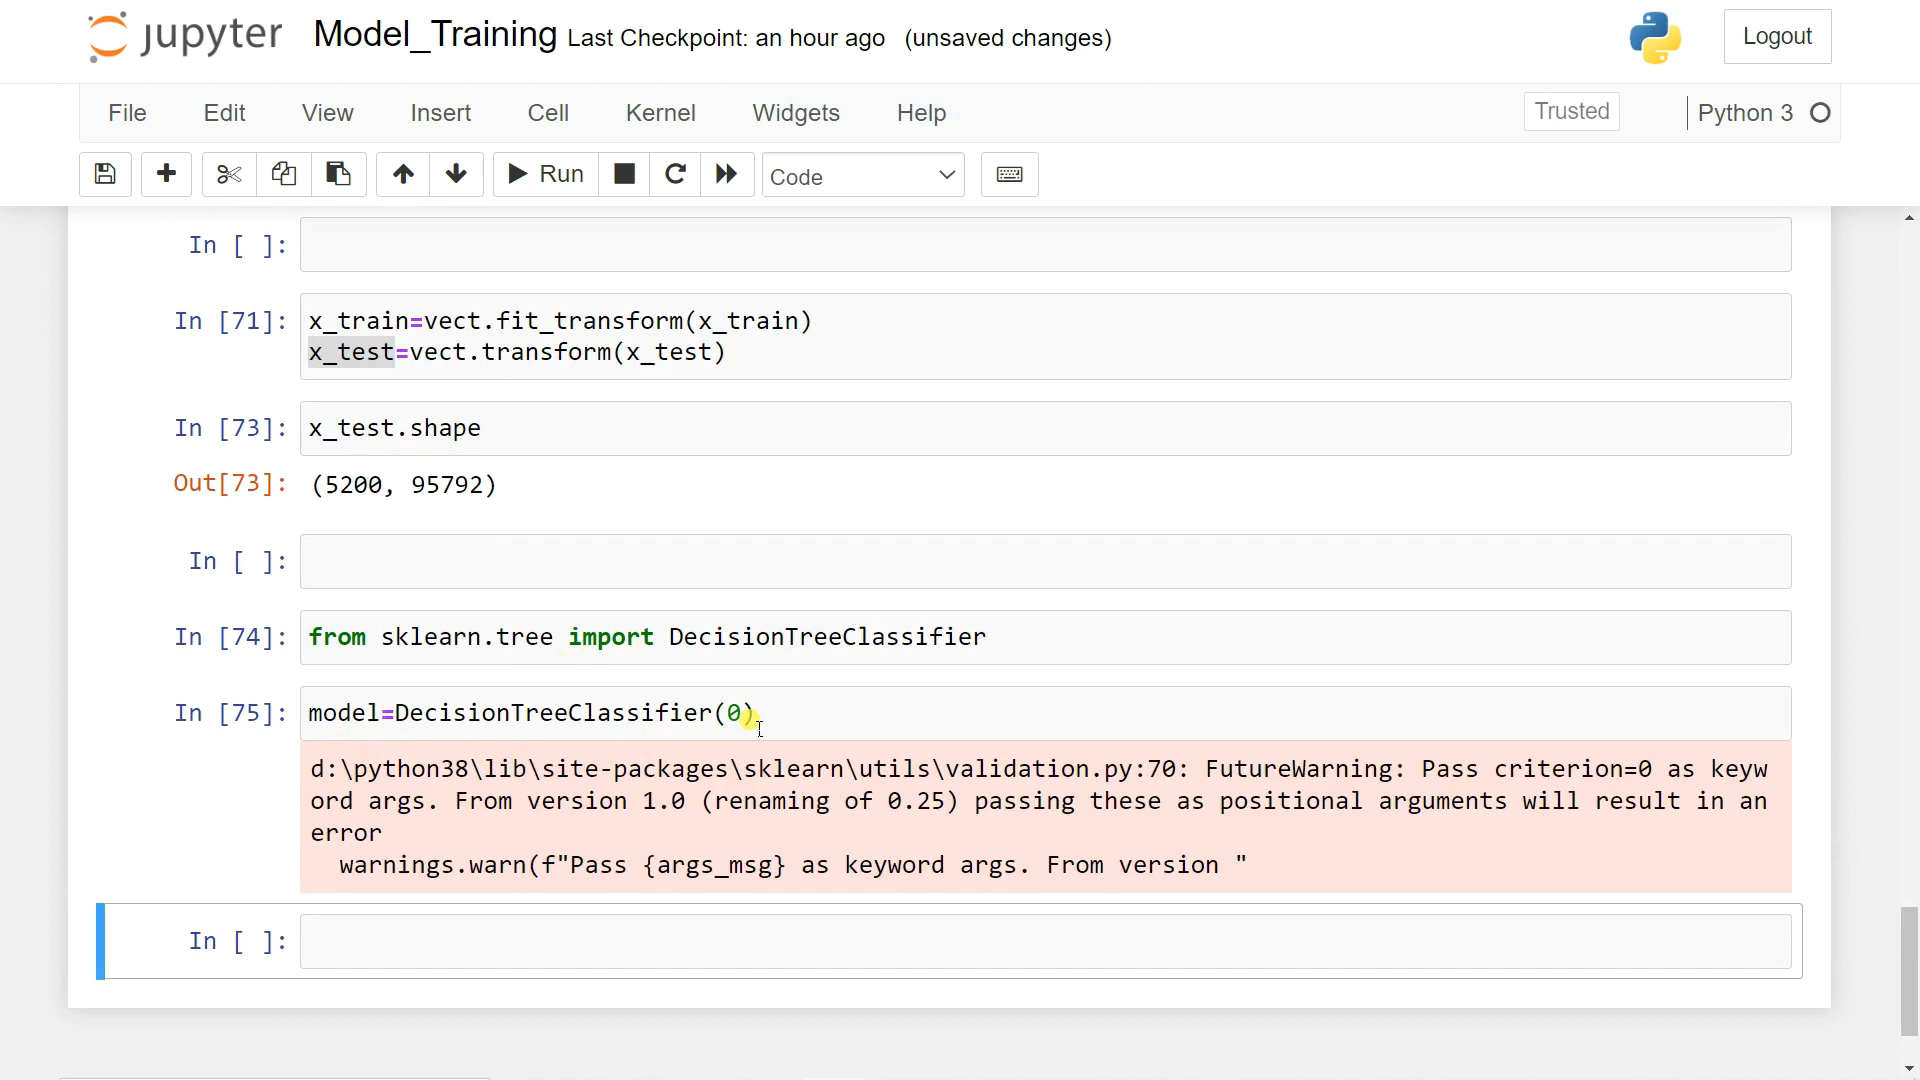 jupyter Model_Training Last Checkpoint: an hour ago (unsaved changes) Logout
File Edit View Insert Cell Kernel Widgets Help Trusted Python 3
Run Code
In [ ]:
In [71]: x_train=vect.fit_transform(x_train)
x_test=vect.transform(x_test)
In [73]: x_test.shape
Out[73]: (5200, 95792)
In [ ]:
In [74]: from sklearn.tree import DecisionTreeClassifier
In [75]: model=DecisionTreeClassifier(0)
d:\python38\lib\site-packages\sklearn\utils\validation.py:70: FutureWarning: Pass criterion=0 as keyw
ord args. From version 1.0 (renaming of 0.25) passing these as positional arguments will result in an
error
warnings.warn(f"Pass {args_msg} as keyword args. From version "
In [ ]: